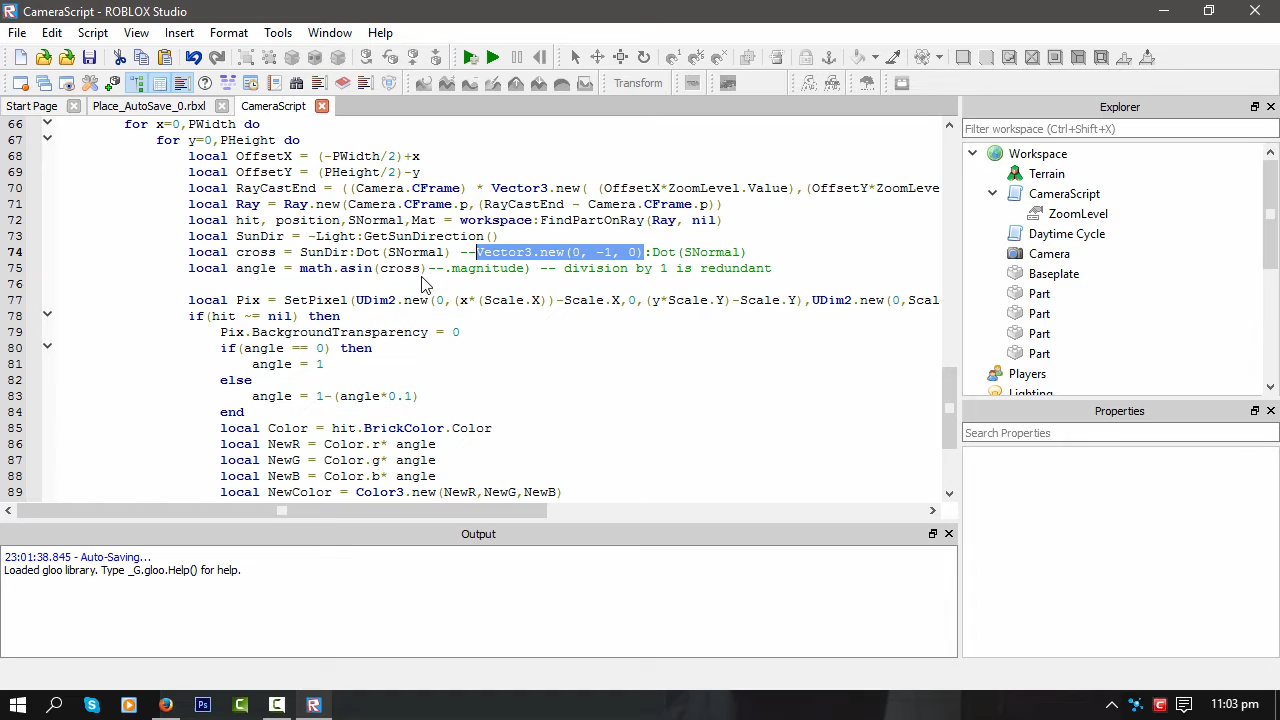 CameraScript - ROBLOX Studio
File Edit Script View Insert Format Tools Window Help
Transform
Start Page Place_AutoSave_0.rbxl CameraScript
66 for x=0,PWidth do
67 for y=0,PHeight do
68 local OffsetX = (-PWidth/2)+x
69 local OffsetY = (PHeight/2)-y
70 local RayCastEnd = ((Camera.CFrame) * Vector3.new( (OffsetX*ZoomLevel.Value),(OffsetY*ZoomLeve
71 local Ray = Ray.new(Camera.CFrame.p,(RayCastEnd - Camera.CFrame.p))
72 local hit, position,SNormal,Mat = workspace:FindPartOnRay(Ray, nil)
73 local SunDir = -Light:GetSunDirection()
74 local cross = SunDir:Dot(SNormal) --Vector3.new(0, -1, 0):Dot(SNormal)
75 local angle = math.asin(cross)--.magnitude) -- division by 1 is redundant
76
77 local Pix = SetPixel(UDim2.new(0,(x*(Scale.X))-Scale.X,0,(y*Scale.Y)-Scale.Y),UDim2.new(0,Scal
78 if(hit ~= nil) then
79 Pix.BackgroundTransparency = 0
80 if(angle == 0) then
81 angle = 1
82 else
83 angle = 1-(angle*0.1)
84 end
85 local Color = hit.BrickColor.Color
86 local NewR = Color.r* angle
87 local NewG = Color.g* angle
88 local NewB = Color.b* angle
89 local NewColor = Color3.new(NewR,NewG,NewB)
Output
23:01:38.845 - Auto-Saving...
Loaded gloo library. Type _G.gloo.Help() for help.
Explorer
Filter workspace (Ctrl+Shift+X)
Workspace
Terrain
CameraScript
ZoomLevel
Daytime Cycle
Camera
Baseplate
Part
Part
Part
Part
Players
Lighting
Properties
Search Properties
11:03 pm